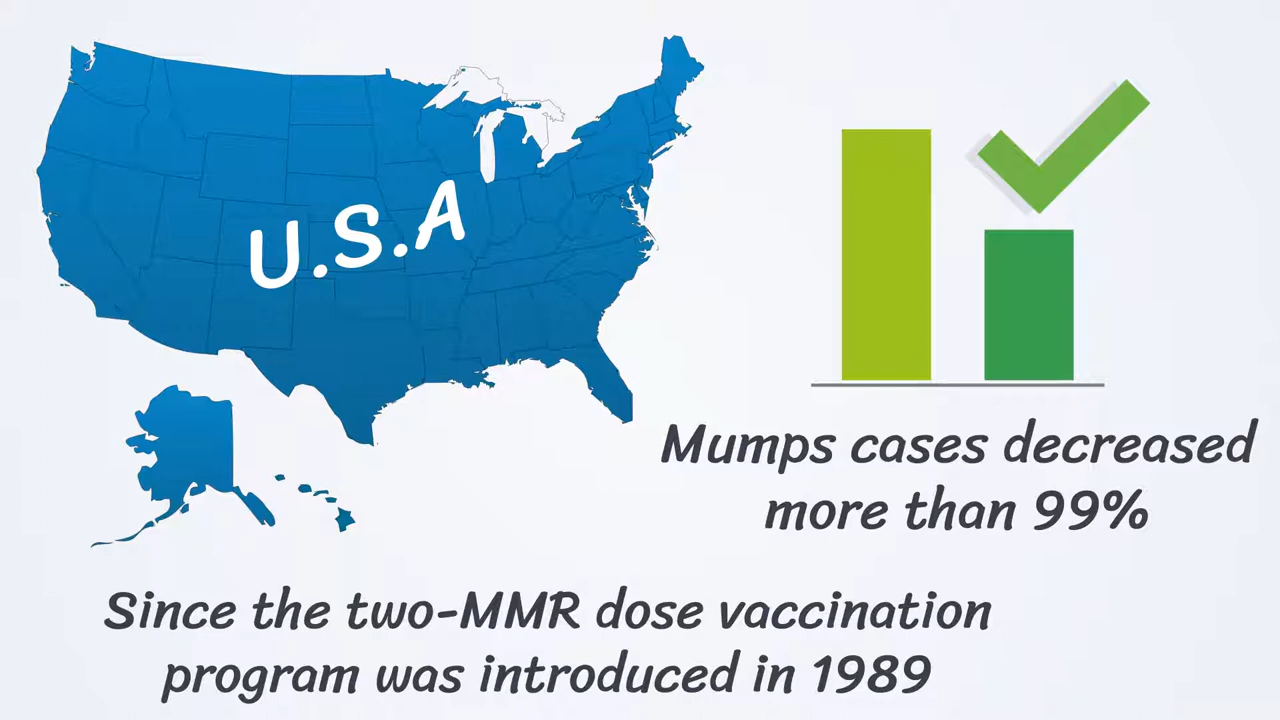 U.S.A
Mumps cases decreased
more than 99%
Since the two-MMR dose vaccination
program was introduced in 1989